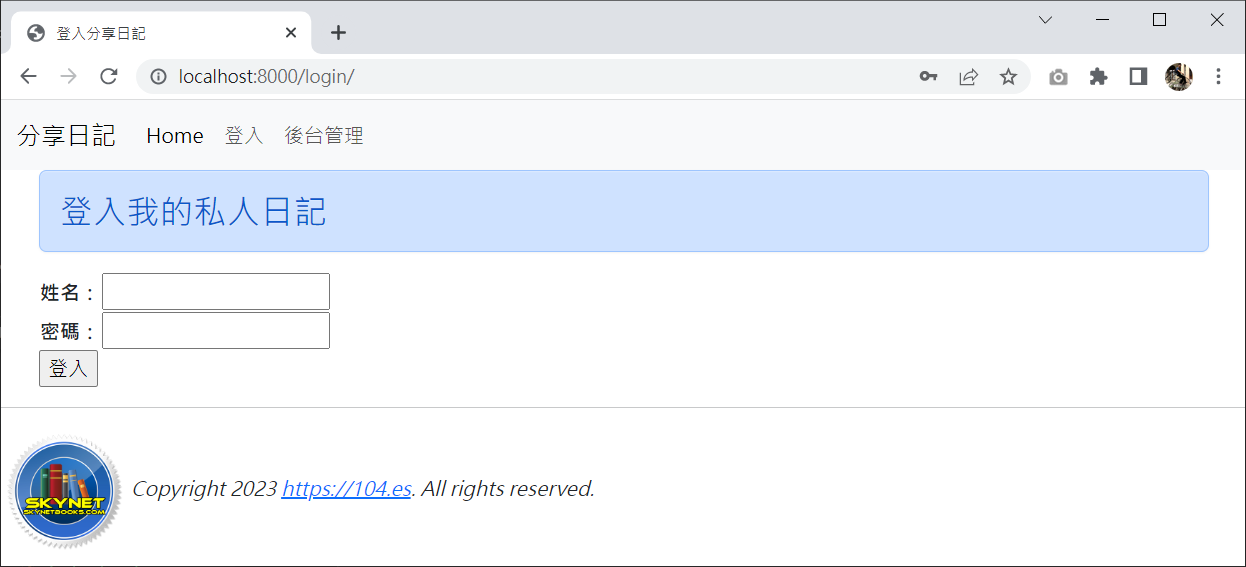 登入分享日記
localhost:8000/login/
分享日記 Home 登入 後台管理
登入我的私人日記
姓名：
密碼：
登入
SKYNET
SKYNETBOOKS.COM
Copyright 2023 https://104.es. All rights reserved.